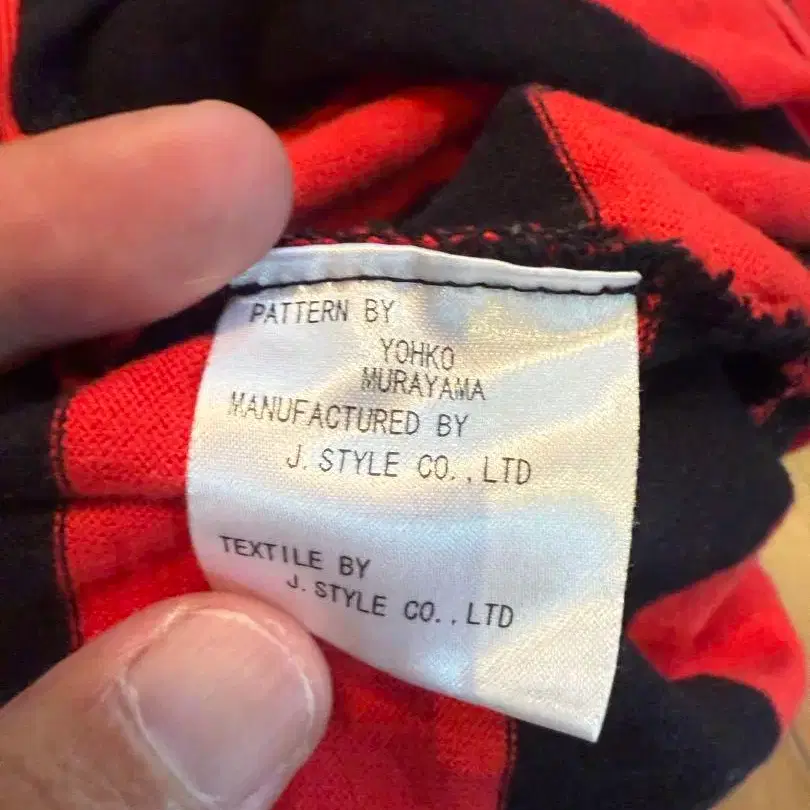 PATTERN BY
YOHKO
MURAYAMA
MANUFACTURED BY
J. STYLE CO., LTD
TEXTILE BY
J. STYLE CO., LTD